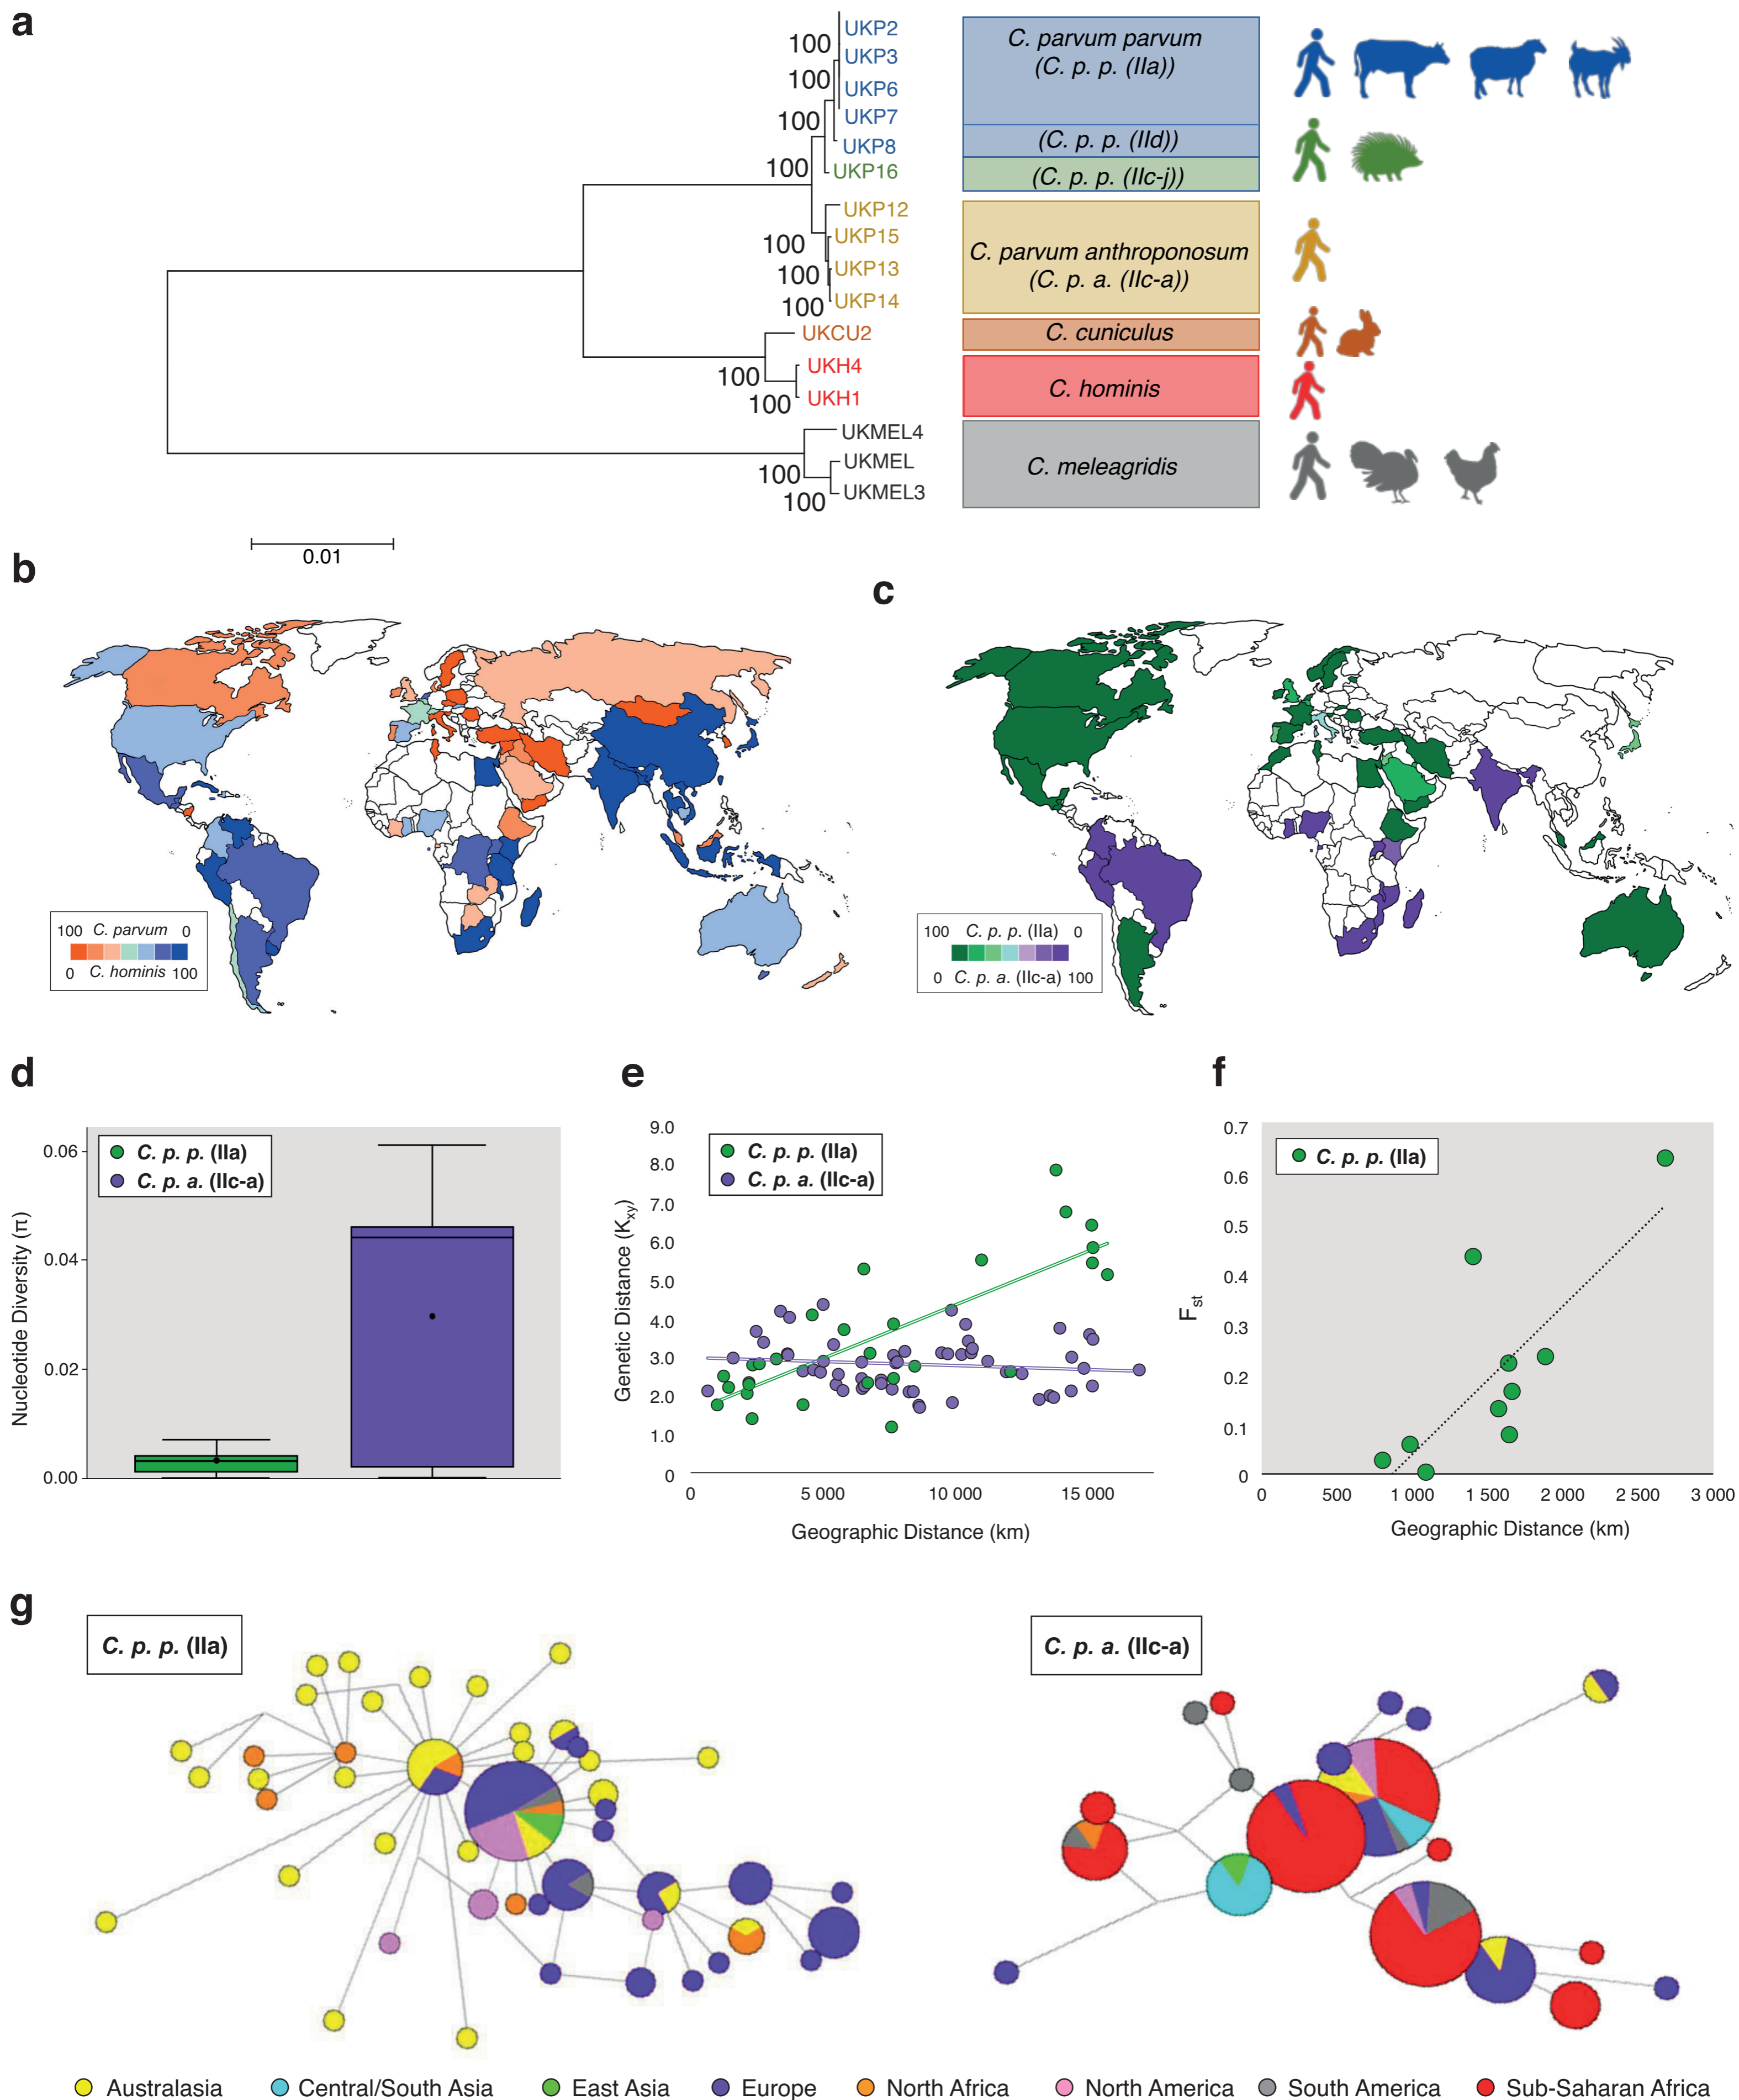 a
100
UKP2
UKP3
100
UKP6
UKP7
100
UKP8
100
UKP16
UKP12
UKP15
100
UKP13
100
UKP14
100
UKCU2
UKH4
100
UKH1
100
UKMEL4
UKMEL
100
UKMEL3
100
0.01
C. parvum parvum
(C. p. p. (IIa))
(C. p. p. (IId))
(C. p. p. (IIc-j))
C. parvum anthroponosum
(C. p. a. (IIc-a))
C. cuniculus
C. hominis
C. meleagridis
b
100 C. parvum 0
0 C. hominis 100
c
100 C. p. p. (IIa) 0
0 C. p. a. (IIc-a) 100
d
C. p. p. (IIa)
C. p. a. (IIc-a)
Nucleotide Diversity (π)
0.06
0.04
0.02
0.00
e
C. p. p. (IIa)
C. p. a. (IIc-a)
Genetic Distance (Kxy)
9.0
8.0
7.0
6.0
5.0
4.0
3.0
2.0
1.0
0
0 5 000 10 000 15 000
Geographic Distance (km)
f
C. p. p. (IIa)
Fst
0.7
0.6
0.5
0.4
0.3
0.2
0.1
0
0 500 1 000 1 500 2 000 2 500 3 000
Geographic Distance (km)
g
C. p. p. (IIa)
C. p. a. (IIc-a)
Australasia Central/South Asia East Asia Europe North Africa North America South America Sub-Saharan Africa